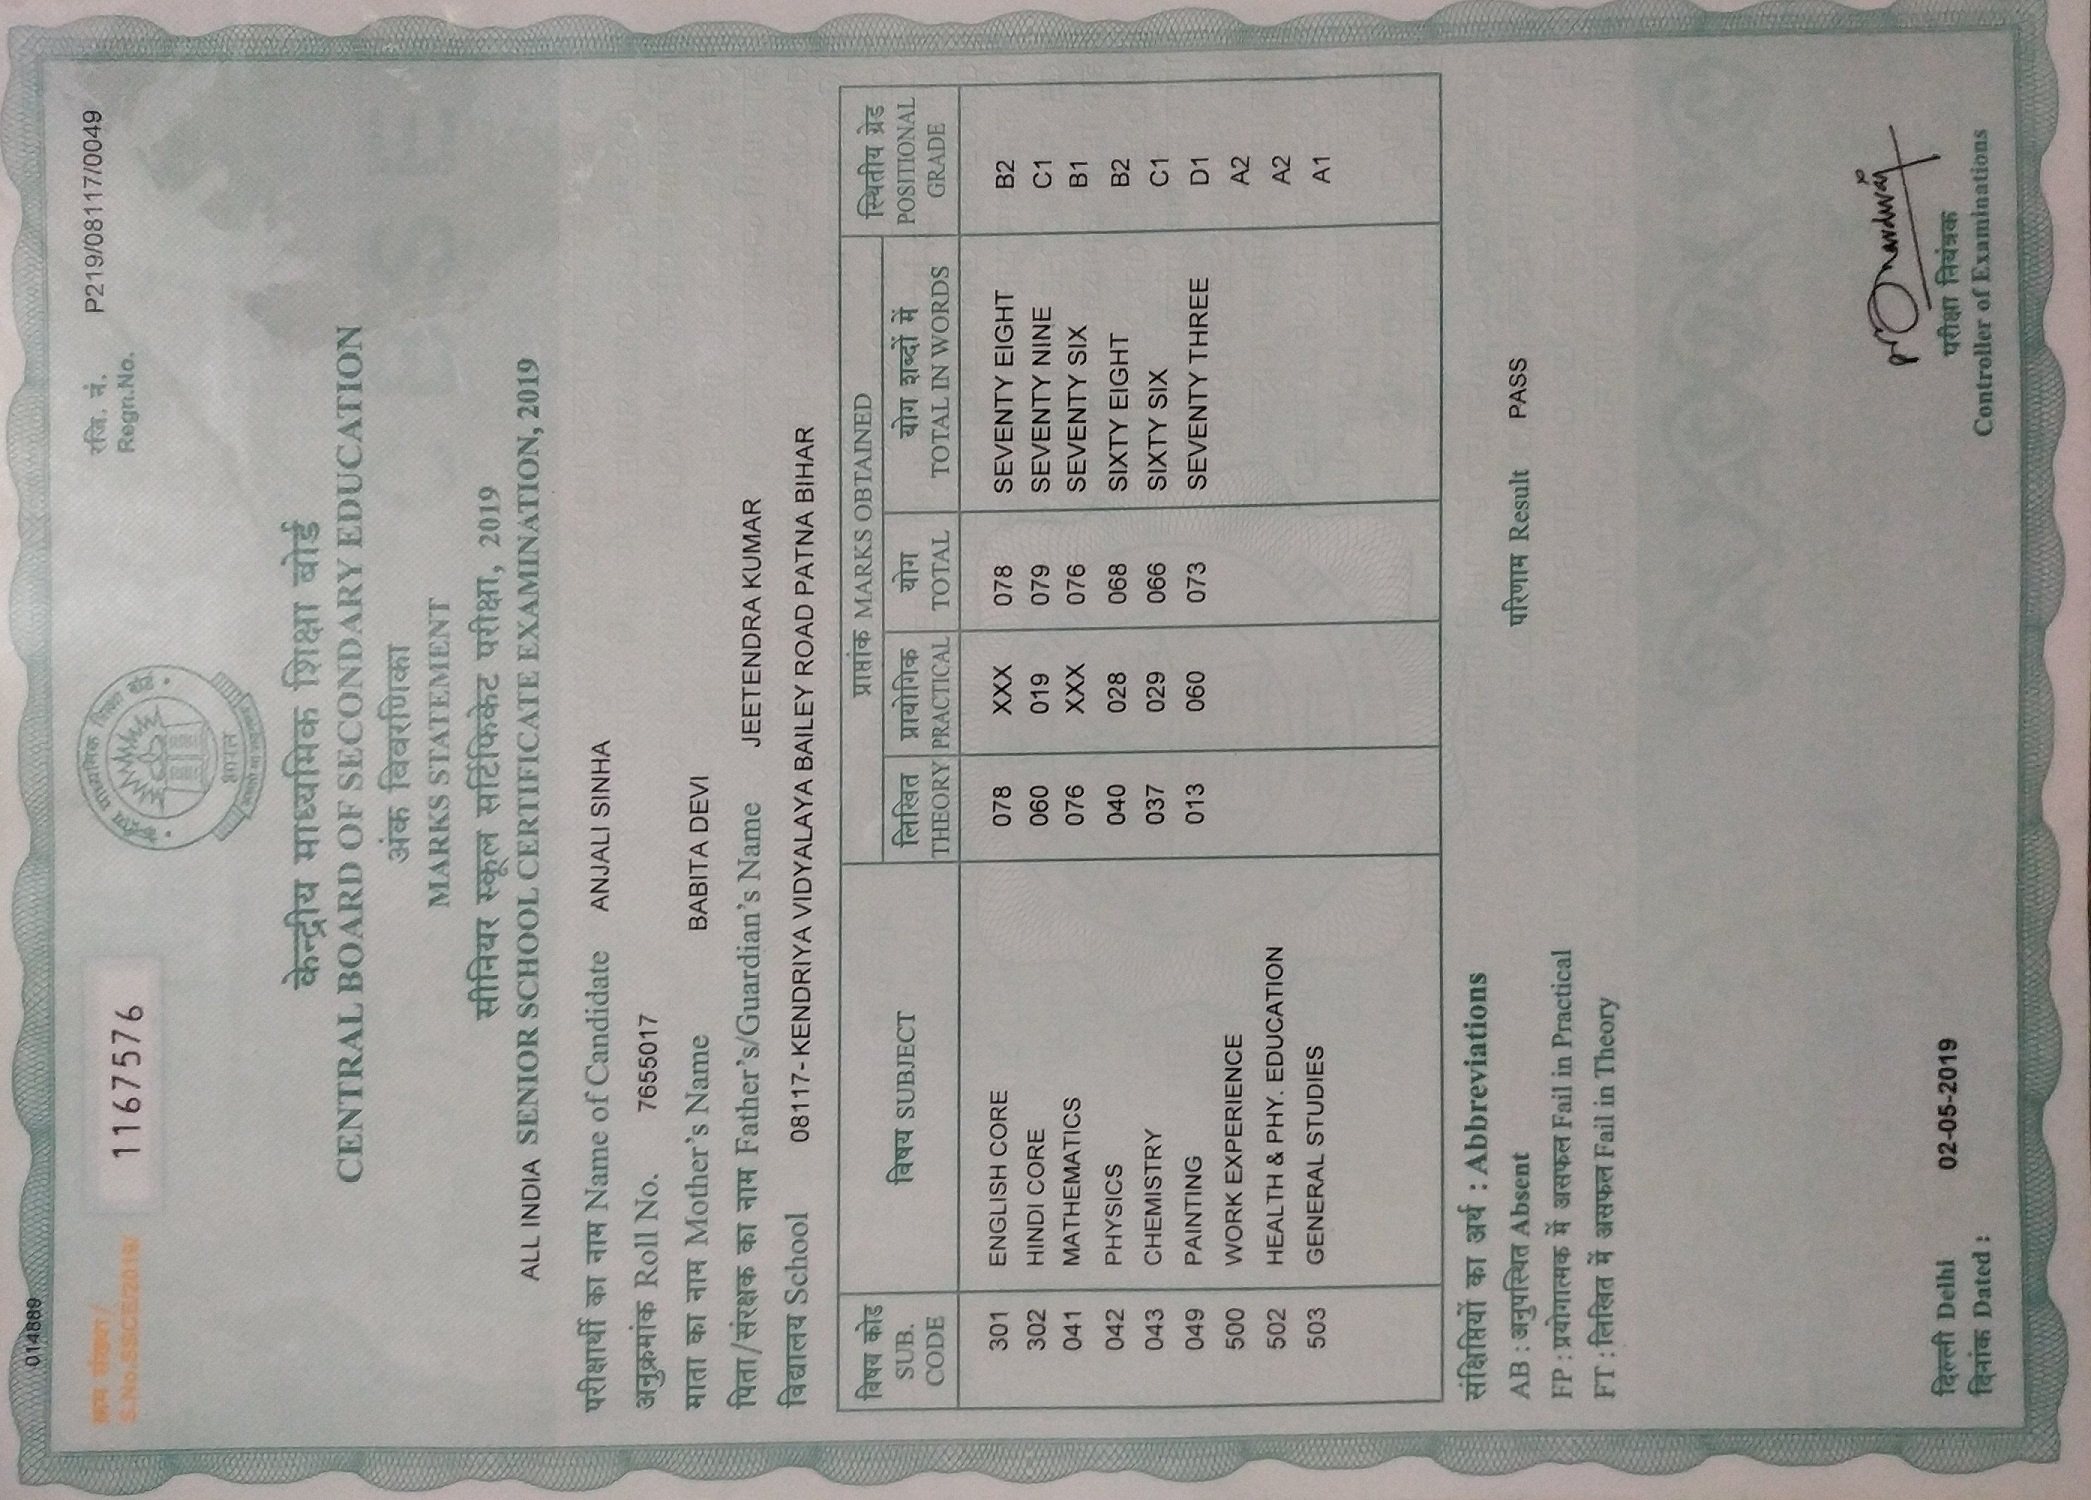 014889
क्रम संख्या/
S.No.SSCE/2019/
1167576
रजि. नं.
Regn.No. P219/08117/0049
केन्द्रीय माध्यमिक शिक्षा बोर्ड
CENTRAL BOARD OF SECONDARY EDUCATION
अंक विवरणिका
MARKS STATEMENT
सीनियर स्कूल सर्टिफिकेट परीक्षा, 2019
ALL INDIA SENIOR SCHOOL CERTIFICATE EXAMINATION, 2019
परीक्षार्थी का नाम Name of Candidate ANJALI SINHA
अनुक्रमांक Roll No. 7655017
माता का नाम Mother's Name BABITA DEVI
पिता/संरक्षक का नाम Father's/Guardian's Name JEETENDRA KUMAR
विद्यालय School 08117- KENDRIYA VIDYALAYA BAILEY ROAD PATNA BIHAR
विषय कोड SUB. CODE विषय SUBJECT प्राप्तांक MARKS OBTAINED स्थितीय ग्रेड POSITIONAL GRADE
लिखित THEORY प्रायोगिक PRACTICAL योग TOTAL योग शब्दों में TOTAL IN WORDS
301 ENGLISH CORE 078 XXX 078 SEVENTY EIGHT B2
302 HINDI CORE 060 019 079 SEVENTY NINE C1
041 MATHEMATICS 076 XXX 076 SEVENTY SIX B1
042 PHYSICS 040 028 068 SIXTY EIGHT B2
043 CHEMISTRY 037 029 066 SIXTY SIX C1
049 PAINTING 013 060 073 SEVENTY THREE D1
500 WORK EXPERIENCE A2
502 HEALTH & PHY. EDUCATION A2
503 GENERAL STUDIES A1
संक्षिप्तियों का अर्थ : Abbreviations
AB : अनुपस्थित Absent परिणाम Result PASS
FP : प्रयोगात्मक में असफल Fail in Practical
FT : लिखित में असफल Fail in Theory
दिल्ली Delhi
दिनांक Dated : 02-05-2019
परीक्षा नियंत्रक
Controller of Examinations